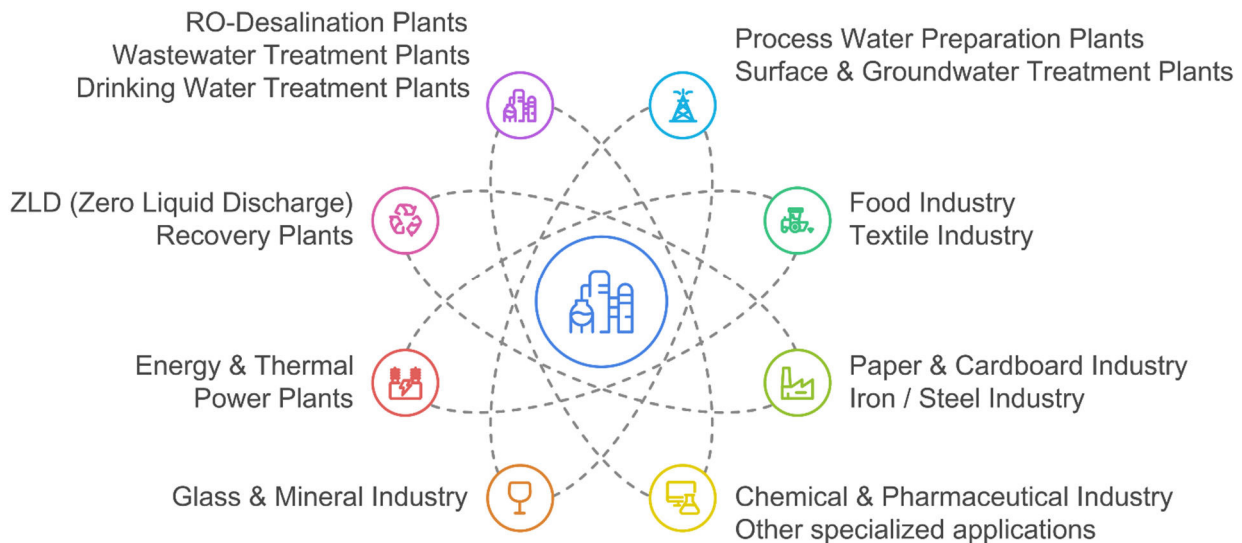 RO-Desalination Plants
Wastewater Treatment Plants
Drinking Water Treatment Plants
Process Water Preparation Plants
Surface & Groundwater Treatment Plants
ZLD (Zero Liquid Discharge)
Recovery Plants
Food Industry
Textile Industry
Energy & Thermal
Power Plants
Paper & Cardboard Industry
Iron / Steel Industry
Glass & Mineral Industry
Chemical & Pharmaceutical Industry
Other specialized applications